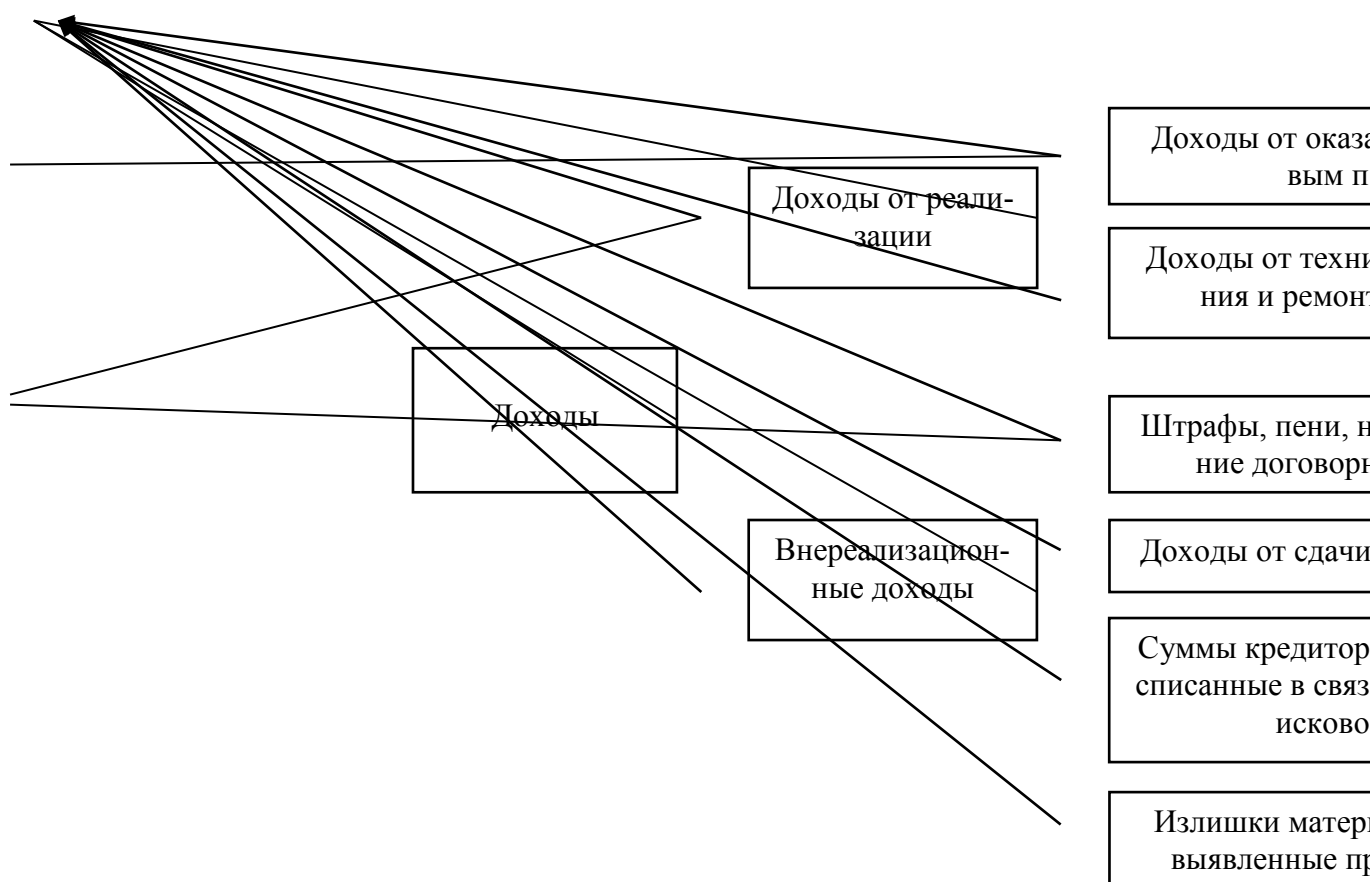 Доходы от оказа
вым п
Доходы от реали-
зации
Доходы от техни
ния и ремонт
Доходы
Штрафы, пени, н
ние договорн
Внереализацион-
ные доходы
Доходы от сдачи
Суммы кредитор
списанные в связ
исково
Излишки матери
выявленные пр